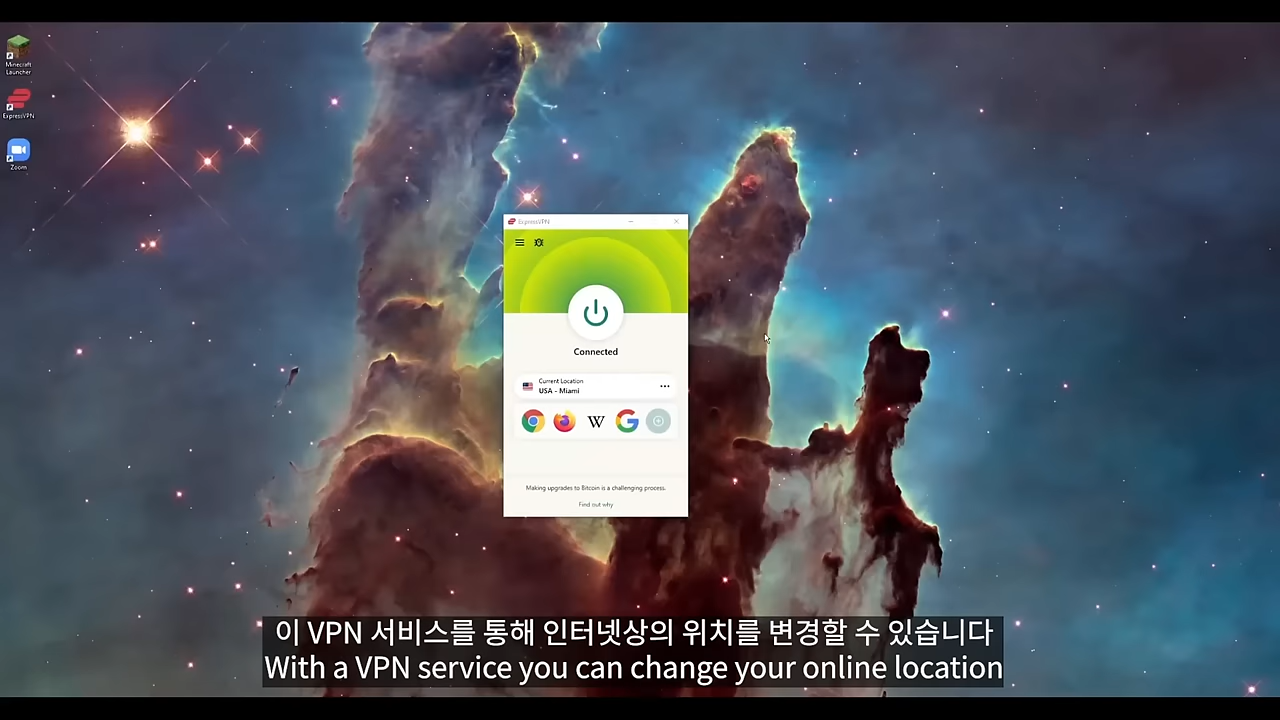 Minecraft
Launcher
ExpressVPN
Zoom
ExpressVPN
Connected
Current Location
USA - Miami
W
G
Making upgrades to Bitcoin is a challenging process.
Find out why
이 VPN 서비스를 통해 인터넷상의 위치를 변경할 수 있습니다
With a VPN service you can change your online location